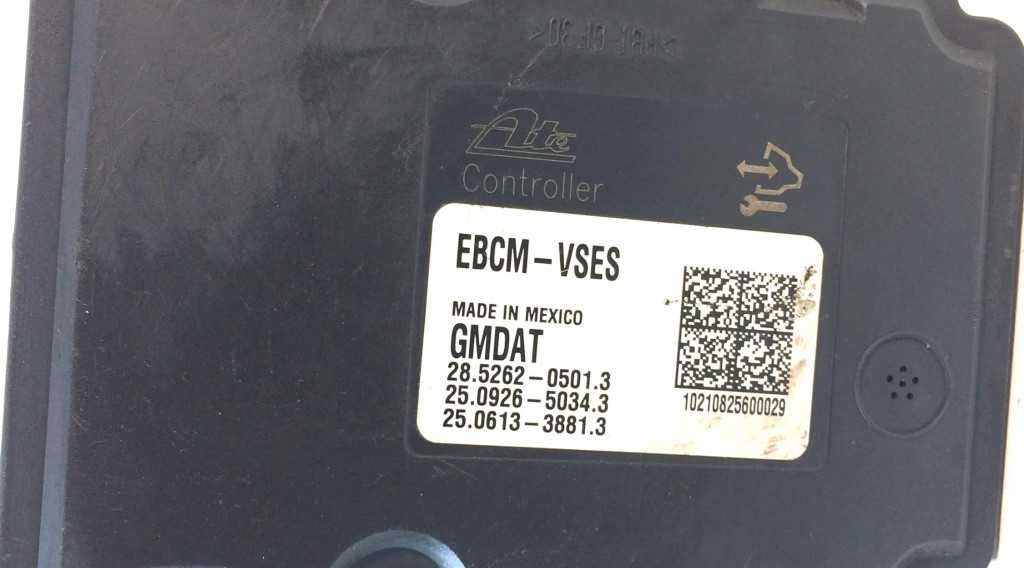 Ate
Controller
EBCM-VSES
MADE IN MEXICO
GMDAT
28.5262-0501.3
25.0926-5034.3
25.0613-3881.3
10210825600029